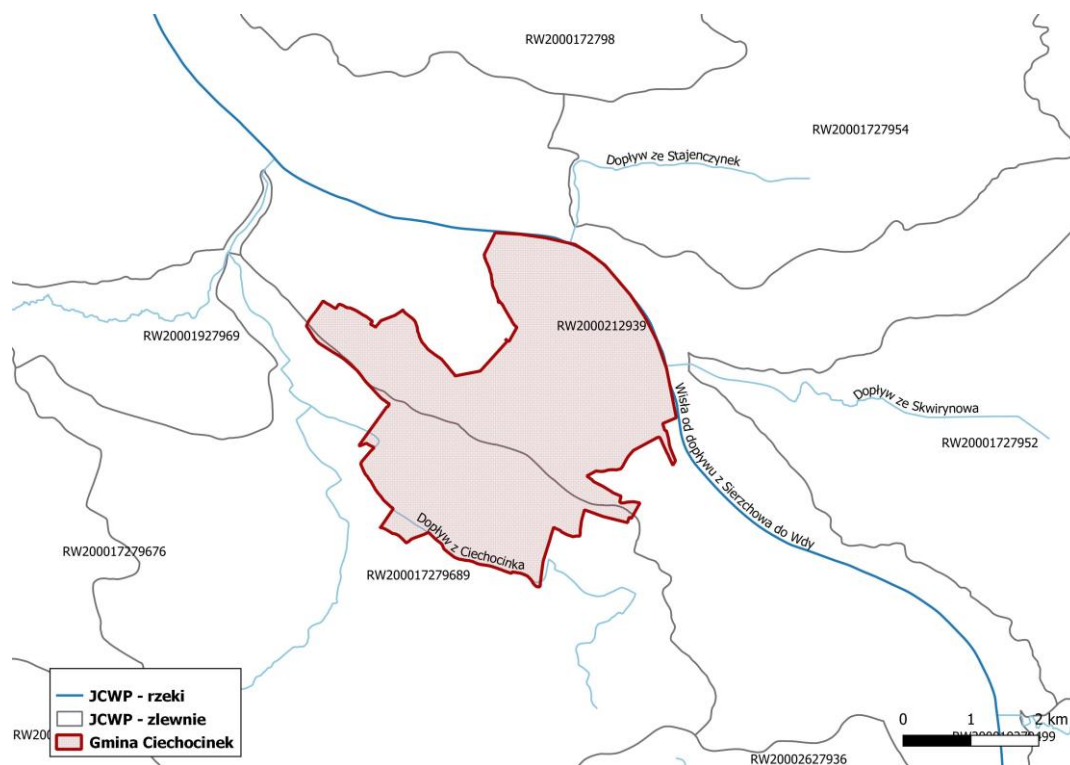 RW2000172798
RW20001727954
Dopływ ze Stajenczynek
RW2000212939
RW20001927969
Dopływ ze Skwirynowa
RW20001727952
Wisła od dopływu z Sierzchowa do Wdy
Dopływ z Ciechocinka
RW200017279676
RW200017279689
JCWP - rzeki
JCWP - zlewnie
Gmina Ciechocinek
0 1 2 km
RW20002627936